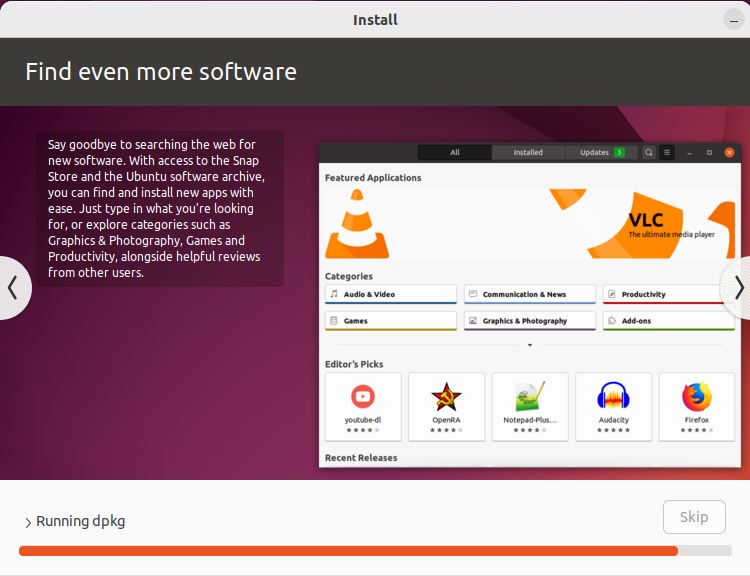 Install
Find even more software
Say goodbye to searching the web for
new software. With access to the Snap
Store and the Ubuntu software archive,
you can find and install new apps with
ease. Just type in what you're looking
for, or explore categories such as
Graphics & Photography, Games and
Productivity, alongside helpful reviews
from other users.
All Installed Updates 3
Featured Applications
VLC
The ultimate media player
Categories
Audio & Video Communication & News Productivity
Games Graphics & Photography Add-ons
Editor's Picks
youtube-dl OpenRA Notepad-Plus... Audacity Firefox
Recent Releases
Running dpkg
Skip